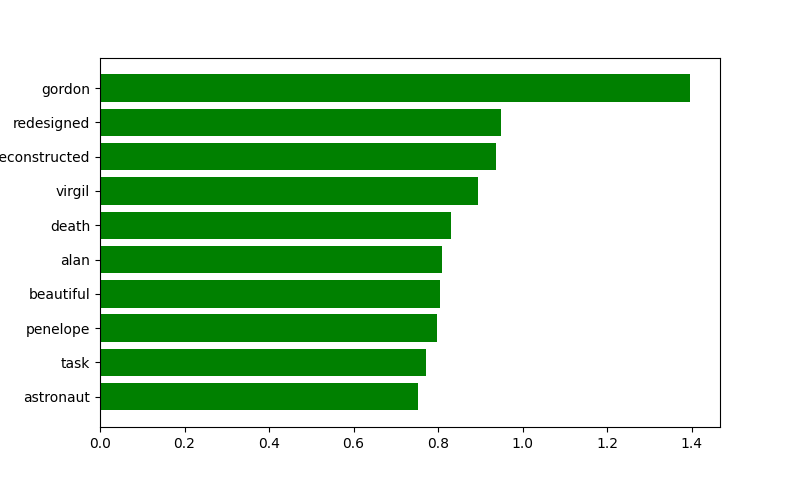 gordon
redesigned
econstructed
virgil
death
alan
beautiful
penelope
task
astronaut
0.0 0.2 0.4 0.6 0.8 1.0 1.2 1.4